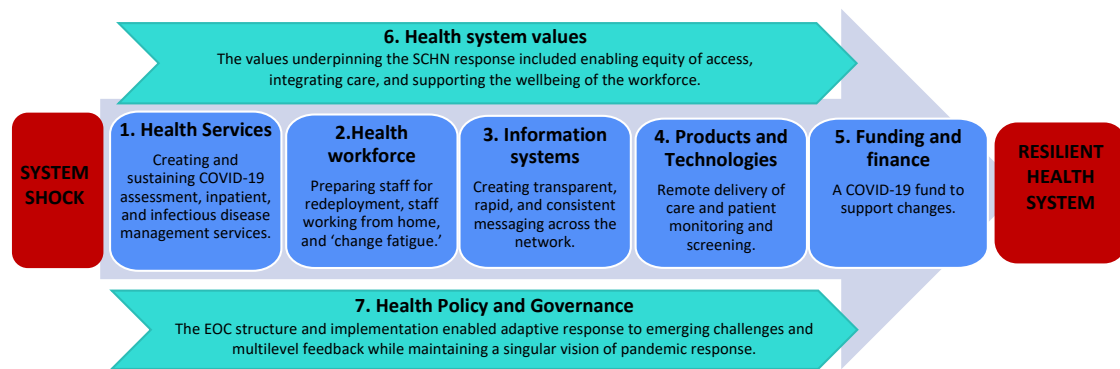 6. Health system values
The values underpinning the SCHN response included enabling equity of access,
integrating care, and supporting the wellbeing of the workforce.
SYSTEM
SHOCK
1. Health Services
Creating and
sustaining COVID-19
assessment, inpatient,
and infectious disease
management services.
2.Health
workforce
Preparing staff for
redeployment, staff
working from home,
and ‘change fatigue.’
3. Information
systems
Creating transparent,
rapid, and consistent
messaging across the
network.
4. Products and
Technologies
Remote delivery of
care and patient
monitoring and
screening.
5. Funding and
finance
A COVID-19 fund to
support changes.
RESILIENT
HEALTH
SYSTEM
7. Health Policy and Governance
The EOC structure and implementation enabled adaptive response to emerging challenges and
multilevel feedback while maintaining a singular vision of pandemic response.